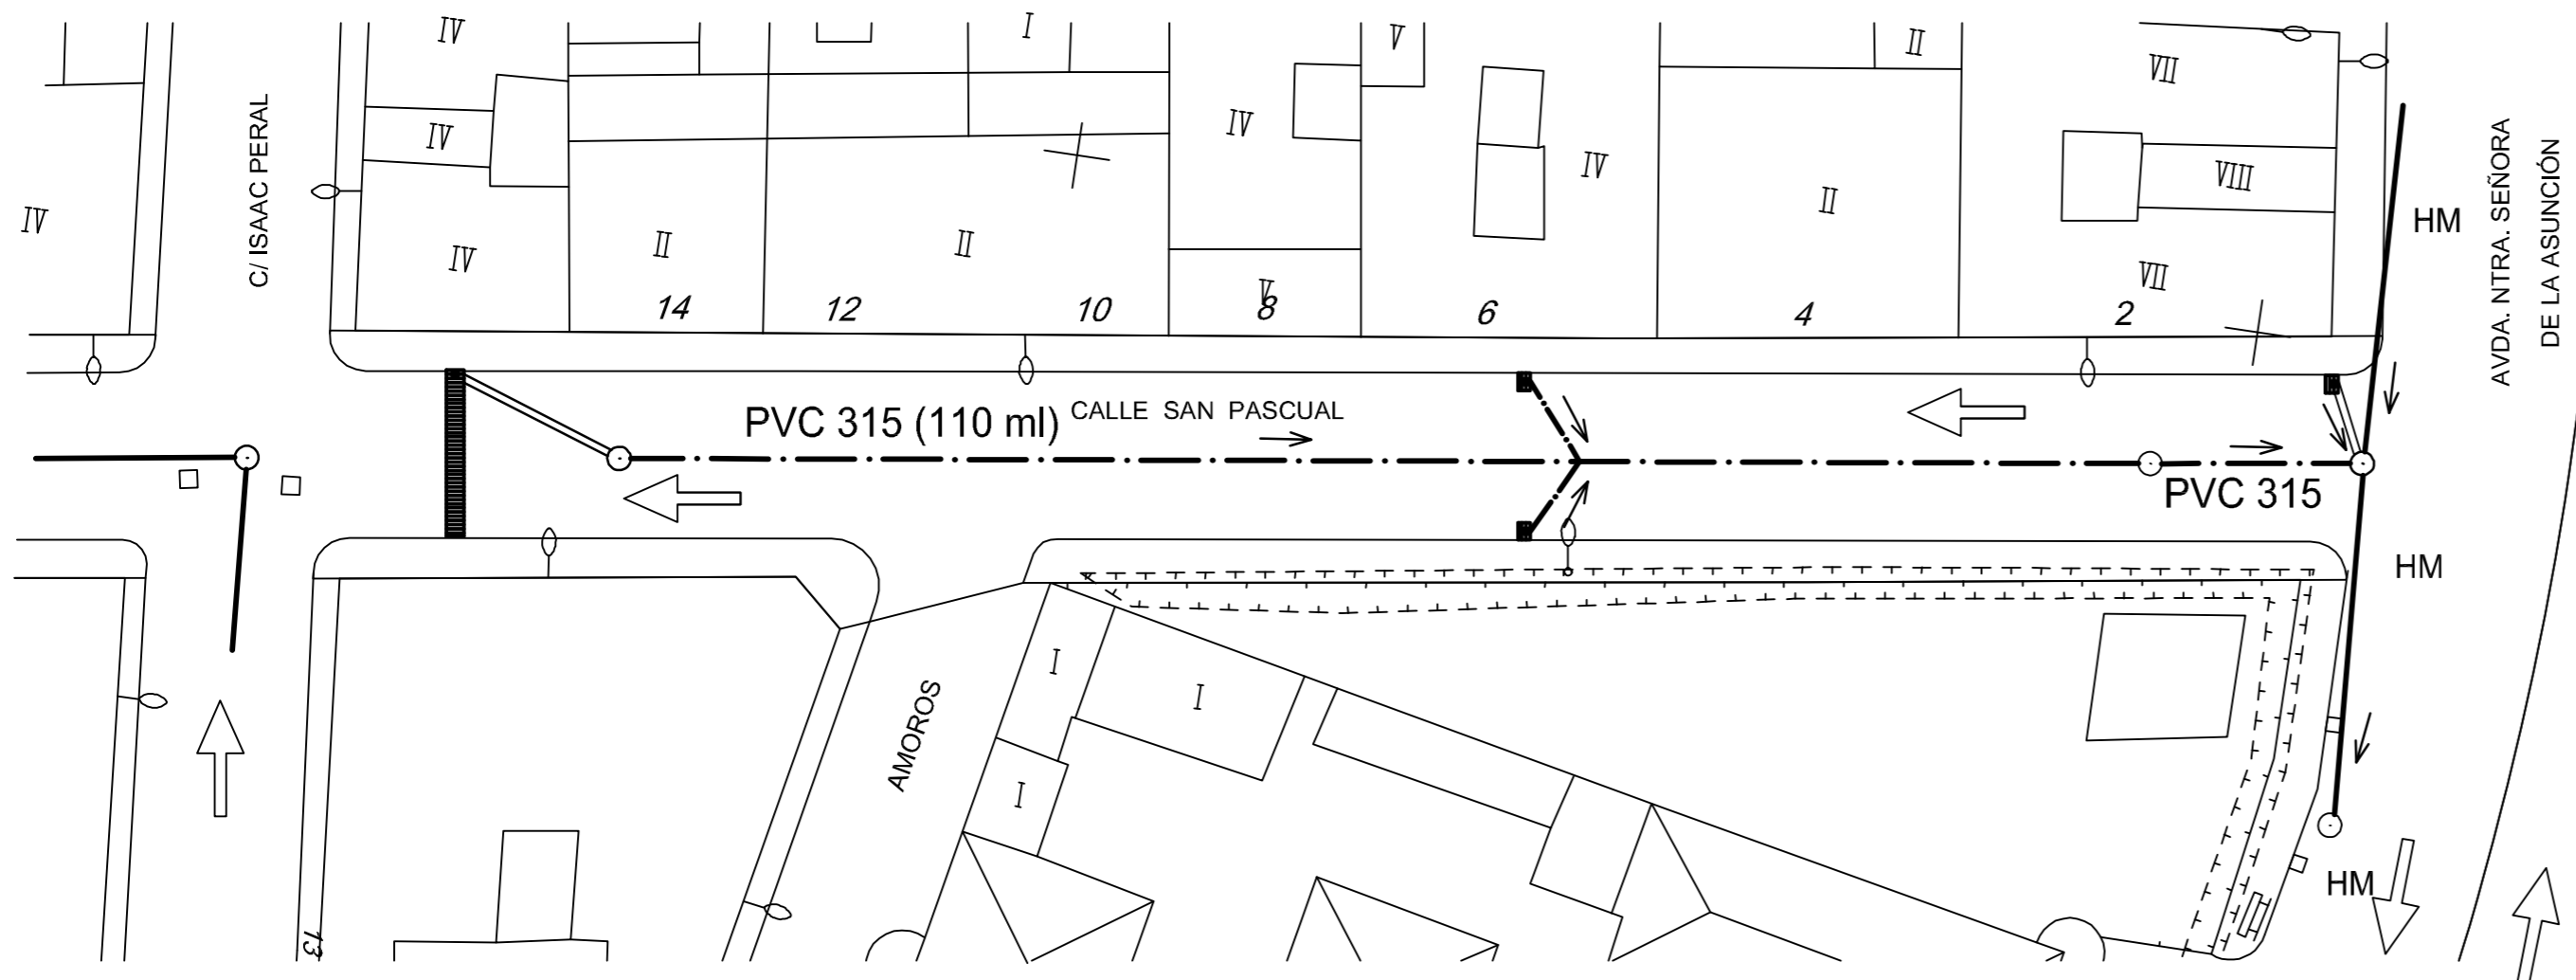 IV
I
V
II
VII
C/ ISAAC PERAL
IV
IV
IV
II
VIII
AVDA. NTRA. SEÑORA
DE LA ASUNCIÓN
IV
HM
IV
II
II
VII
V
14
12
10
8
6
4
2
PVC 315 (110 ml)
CALLE SAN PASCUAL
PVC 315
HM
I
I
AMOROS
I
HM
13